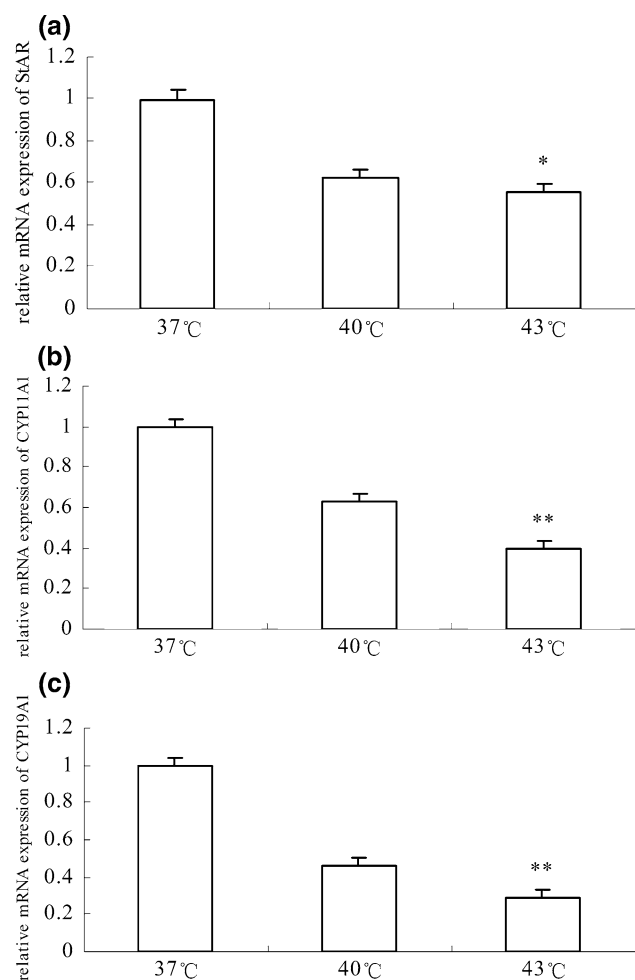 (a)
relative mRNA expression of StAR
1.2
1
0.8
0.6
0.4
0.2
0
*
37℃ 40℃ 43℃
(b)
relative mRNA expression of CYP11A1
1.2
1
0.8
0.6
0.4
0.2
0
**
37℃ 40℃ 43℃
(c)
relative mRNA expression of CYP19A1
1.2
1
0.8
0.6
0.4
0.2
0
**
37℃ 40℃ 43℃